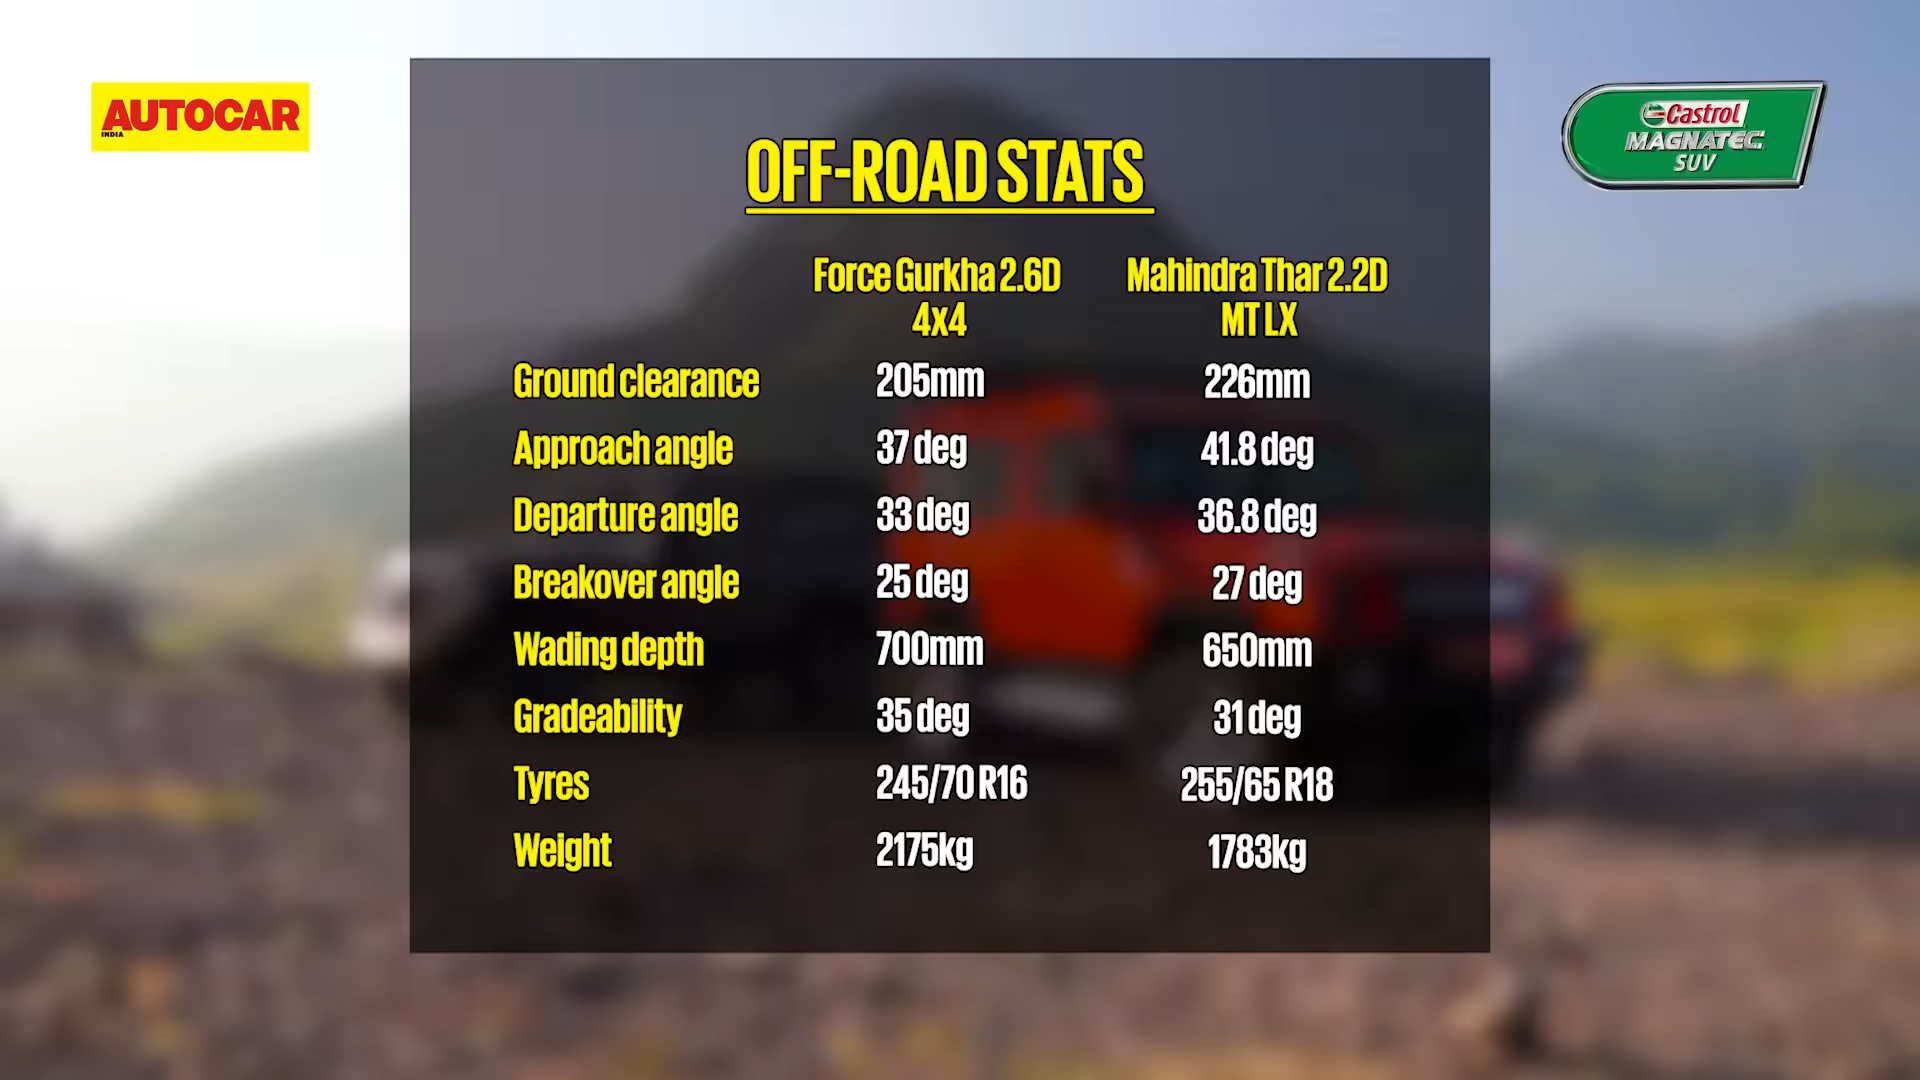 AUTOCAR
INDIA
Castrol
MAGNATEC
SUV
OFF-ROAD STATS
Force Gurkha 2.6D Mahindra Thar 2.2D
4x4 MT LX
Ground clearance 205mm 226mm
Approach angle 37 deg 41.8 deg
Departure angle 33 deg 36.8 deg
Breakover angle 25 deg 27 deg
Wading depth 700mm 650mm
Gradeability 35 deg 31 deg
Tyres 245/70 R16 255/65 R18
Weight 2175kg 1783kg